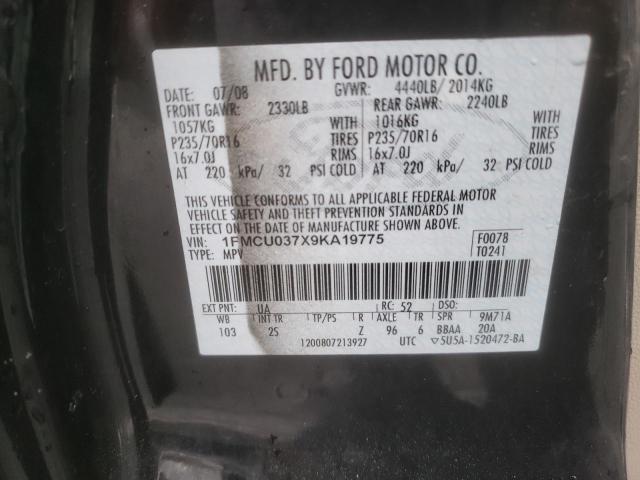 MFD. BY FORD MOTOR CO.
DATE: 07/08 GVWR: 4440LB/ 2014KG
FRONT GAWR: 2330LB REAR GAWR: 2240LB
1057KG WITH 1016KG WITH
P235/70R16 TIRES P235/70R16 TIRES
16x7.0J RIMS 16x7.0J RIMS
AT 220 kPa/ 32 PSI COLD AT 220 kPa/ 32 PSI COLD
THIS VEHICLE CONFORMS TO ALL APPLICABLE FEDERAL MOTOR
VEHICLE SAFETY AND THEFT PREVENTION STANDARDS IN
EFFECT ON THE DATE OF MANUFACTURE SHOWN ABOVE.
VIN: 1FMCU037X9KA19775 F0078
TYPE: MPV T0241
EXT PNT: UA RC: 52 DSO:
WB INT TR TP/PS R AXLE TR SPR 9M71A
103 2S Z 96 6 BBAA 20A
1200807213927 UTC ▽5U5A-1520472-BA